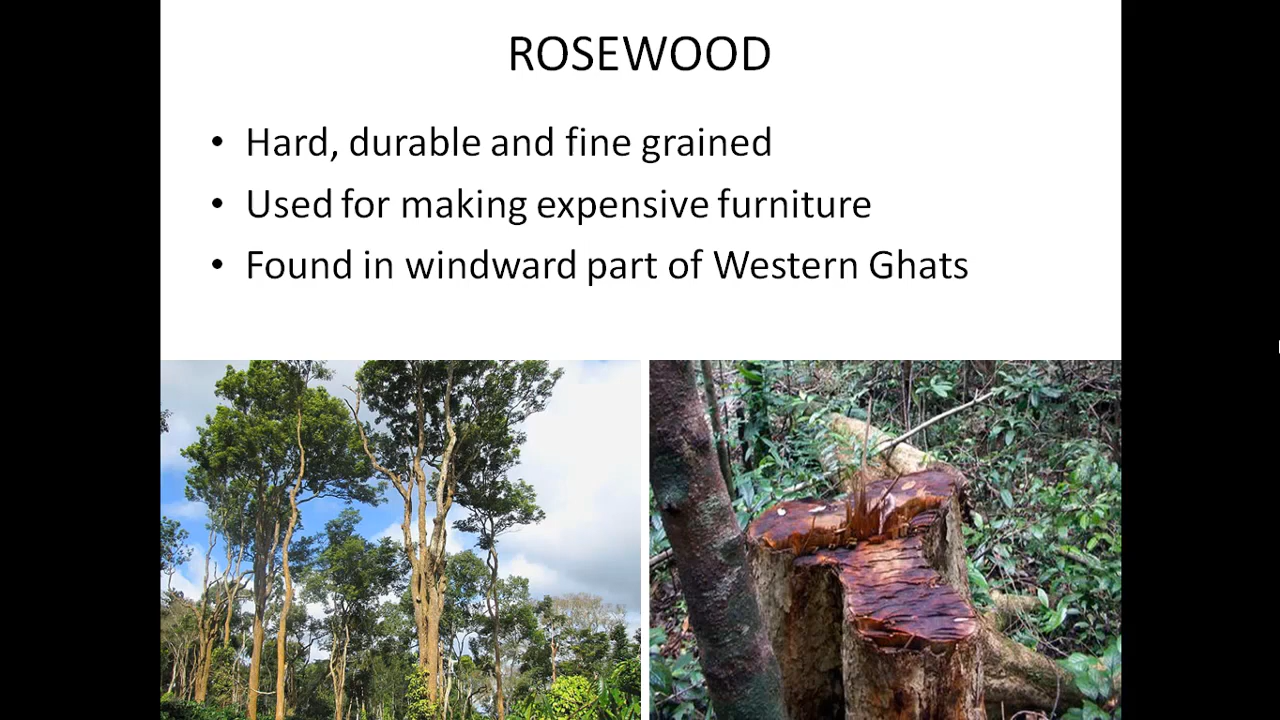 ROSEWOOD
• Hard, durable and fine grained
• Used for making expensive furniture
• Found in windward part of Western Ghats